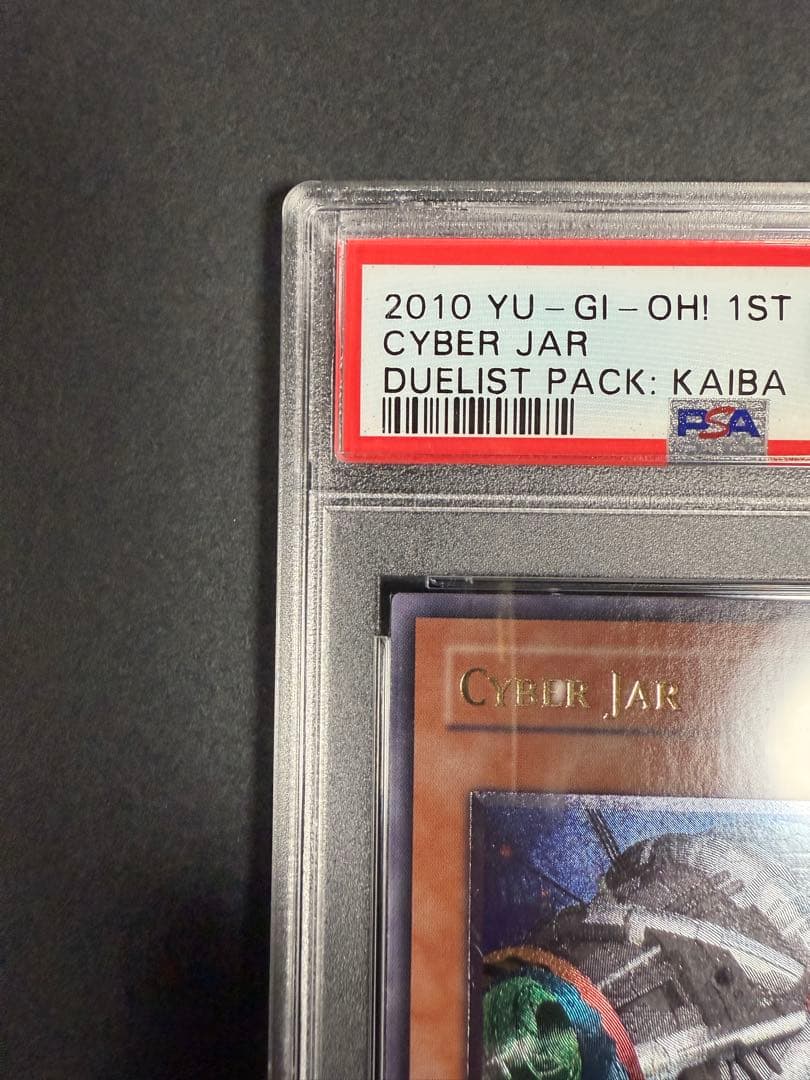 2010 YU-GI-OH! 1ST
CYBER JAR
DUELIST PACK: KAIBA
PSA
CYBER JAR